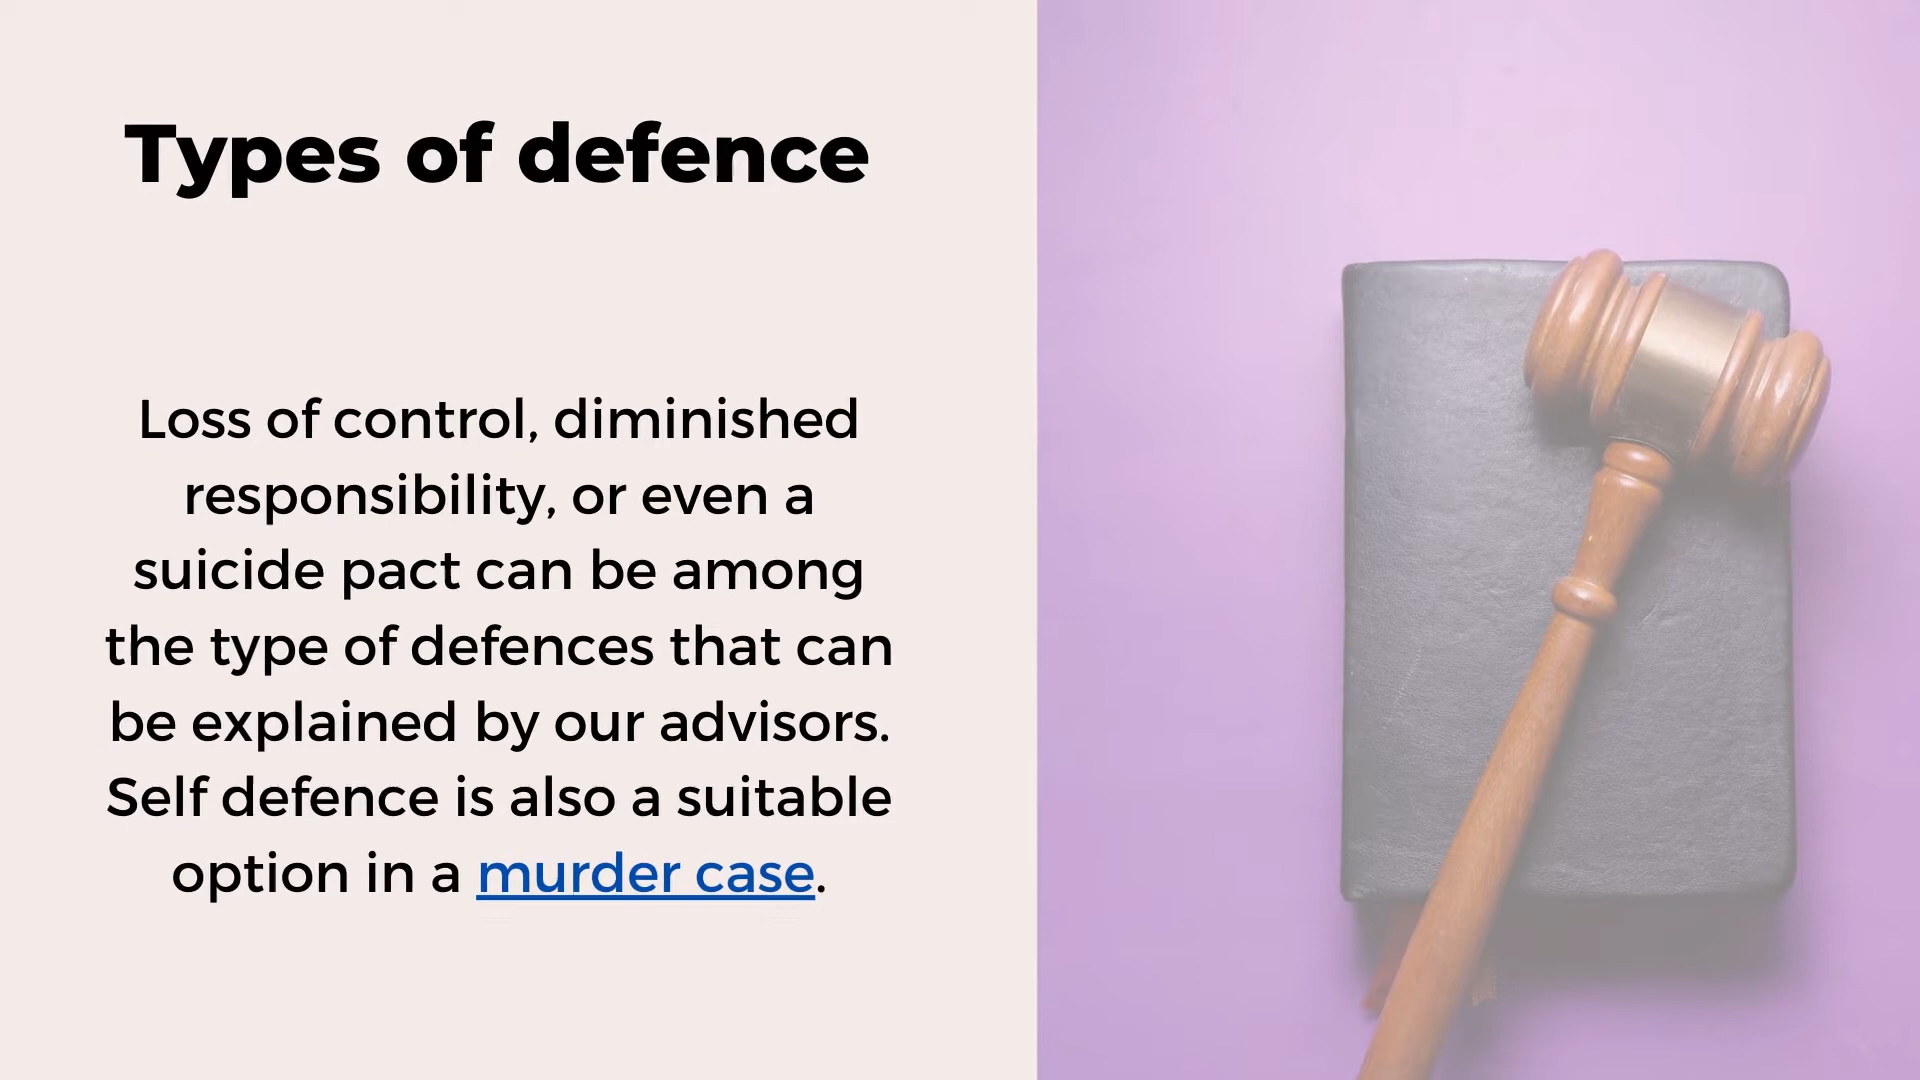 Types of defence
Loss of control, diminished
responsibility, or even a
suicide pact can be among
the type of defences that can
be explained by our advisors.
Self defence is also a suitable
option in a murder case.